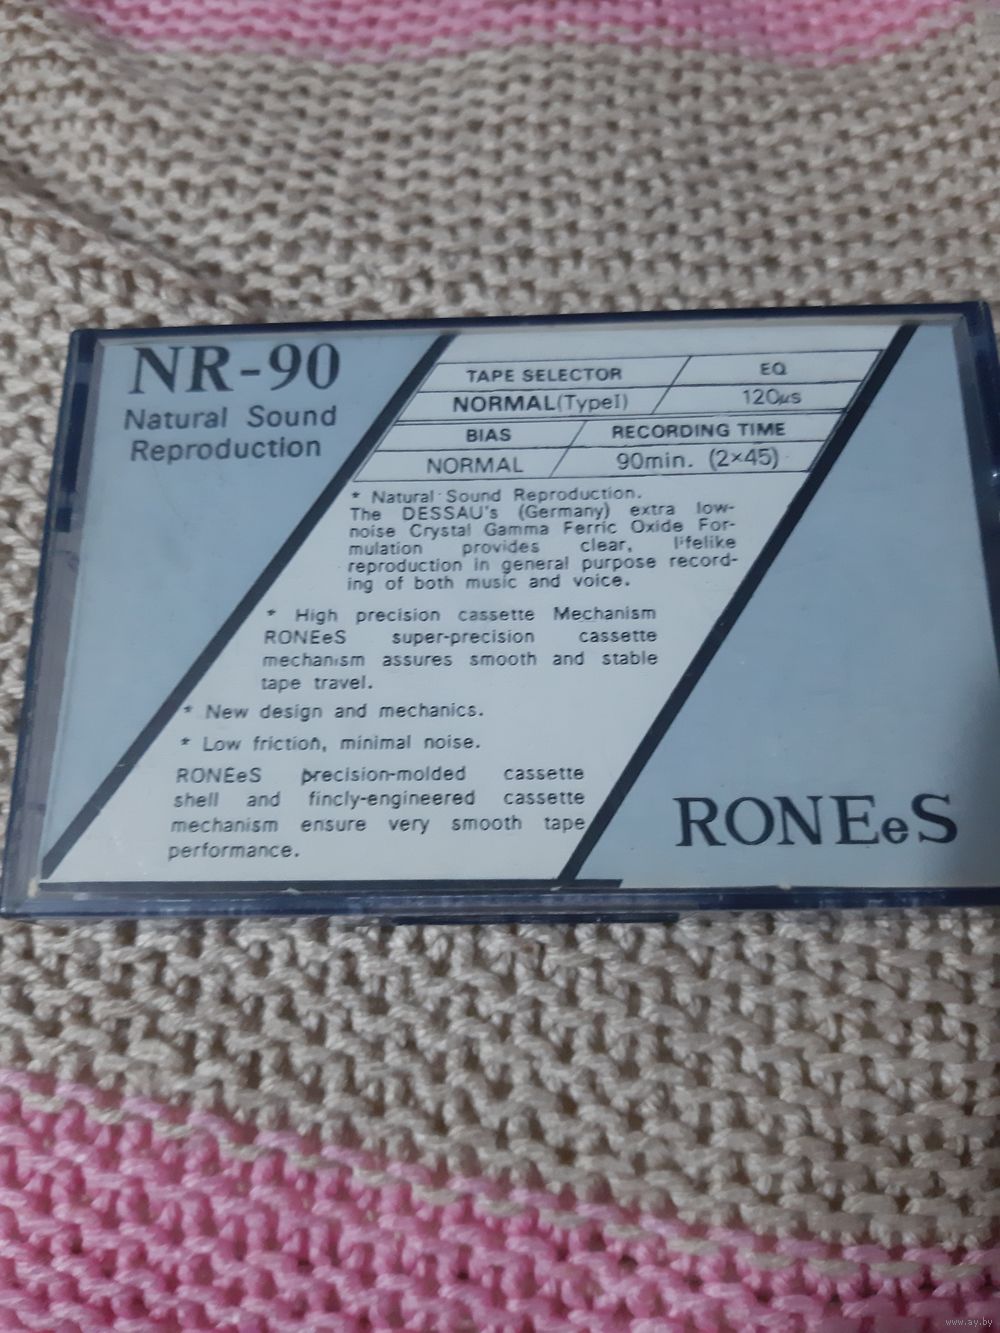 NR-90
Natural Sound
Reproduction
TAPE SELECTOR EQ
NORMAL(TypeI) 120µs
BIAS RECORDING TIME
NORMAL 90min. (2×45)
* Natural Sound Reproduction.
The DESSAU's (Germany) extra low-
noise Crystal Gamma Ferric Oxide For-
mulation provides clear, lifelike
reproduction in general purpose record-
ing of both music and voice.
* High precision cassette Mechanism
RONEeS super-precision cassette
mechanism assures smooth and stable
tape travel.
* New design and mechanics.
* Low friction, minimal noise.
RONEeS precision-molded cassette
shell and fincly-engineered cassette
mechanism ensure very smooth tape
performance.
RONEeS
www.ay.by